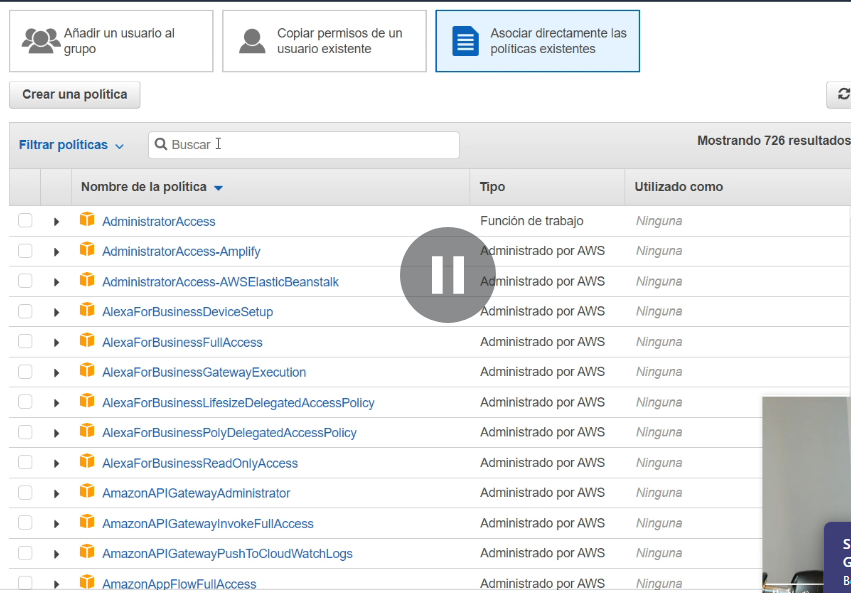 Añadir un usuario al
grupo
Copiar permisos de un
usuario existente
Asociar directamente las
políticas existentes
Crear una política
Filtrar políticas
Buscar
Mostrando 726 resultados
Nombre de la política Tipo Utilizado como
AdministratorAccess Función de trabajo Ninguna
AdministratorAccess-Amplify Administrado por AWS Ninguna
AdministratorAccess-AWSElasticBeanstalk Administrado por AWS Ninguna
AlexaForBusinessDeviceSetup Administrado por AWS Ninguna
AlexaForBusinessFullAccess Administrado por AWS Ninguna
AlexaForBusinessGatewayExecution Administrado por AWS Ninguna
AlexaForBusinessLifesizeDelegatedAccessPolicy Administrado por AWS Ninguna
AlexaForBusinessPolyDelegatedAccessPolicy Administrado por AWS Ninguna
AlexaForBusinessReadOnlyAccess Administrado por AWS Ninguna
AmazonAPIGatewayAdministrator Administrado por AWS Ninguna
AmazonAPIGatewayInvokeFullAccess Administrado por AWS Ninguna
AmazonAPIGatewayPushToCloudWatchLogs Administrado por AWS Ninguna
AmazonAppFlowFullAccess Administrado por AWS Ninguna